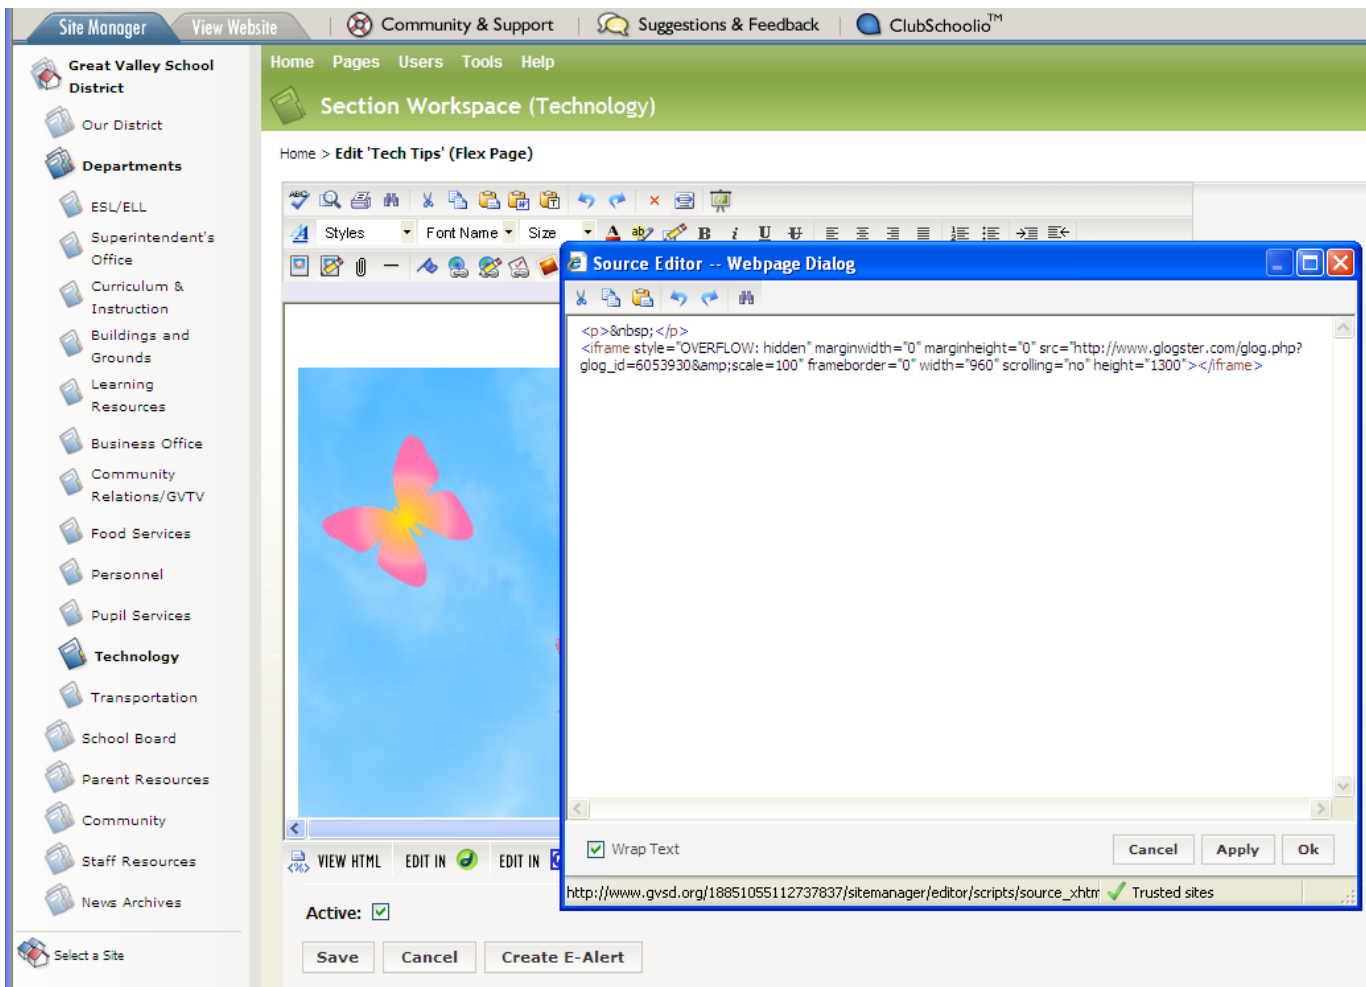 Site Manager View Website Community & Support Suggestions & Feedback ClubSchoolio™
Great Valley School
District
Our District
Departments
ESL/ELL
Superintendent's
Office
Curriculum &
Instruction
Buildings and
Grounds
Learning
Resources
Business Office
Community
Relations/GVTV
Food Services
Personnel
Pupil Services
Technology
Transportation
School Board
Parent Resources
Community
Staff Resources
News Archives
Select a Site
Home Pages Users Tools Help
Section Workspace (Technology)
Home > Edit 'Tech Tips' (Flex Page)
Styles Font Name Size B i U
Source Editor -- Webpage Dialog
<p>&nbsp;</p>
<iframe style="OVERFLOW: hidden" marginwidth="0" marginheight="0" src="http://www.glogster.com/glog.php?
glog_id=6053930&amp;scale=100" frameborder="0" width="960" scrolling="no" height="1300"></iframe>
Wrap Text Cancel Apply Ok
http://www.gvsd.org/18851055112737837/sitemanager/editor/scripts/source_xhtm Trusted sites
VIEW HTML EDIT IN EDIT IN
Active:
Save Cancel Create E-Alert